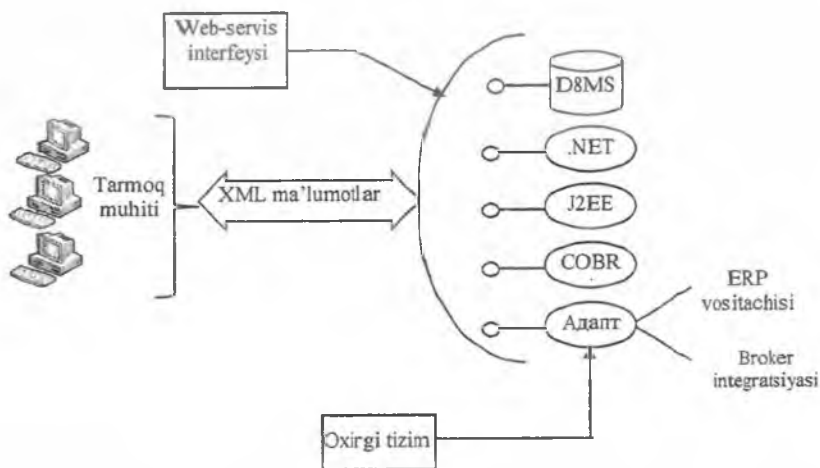 Web-servis
interfeysi
D8MS
.NET
Tarmoq
muhiti
XML ma'lumotlar
J2EE
COBR
Адапт
ERP
vositachisi
Broker
integratsiyasi
Oxirgi tizim